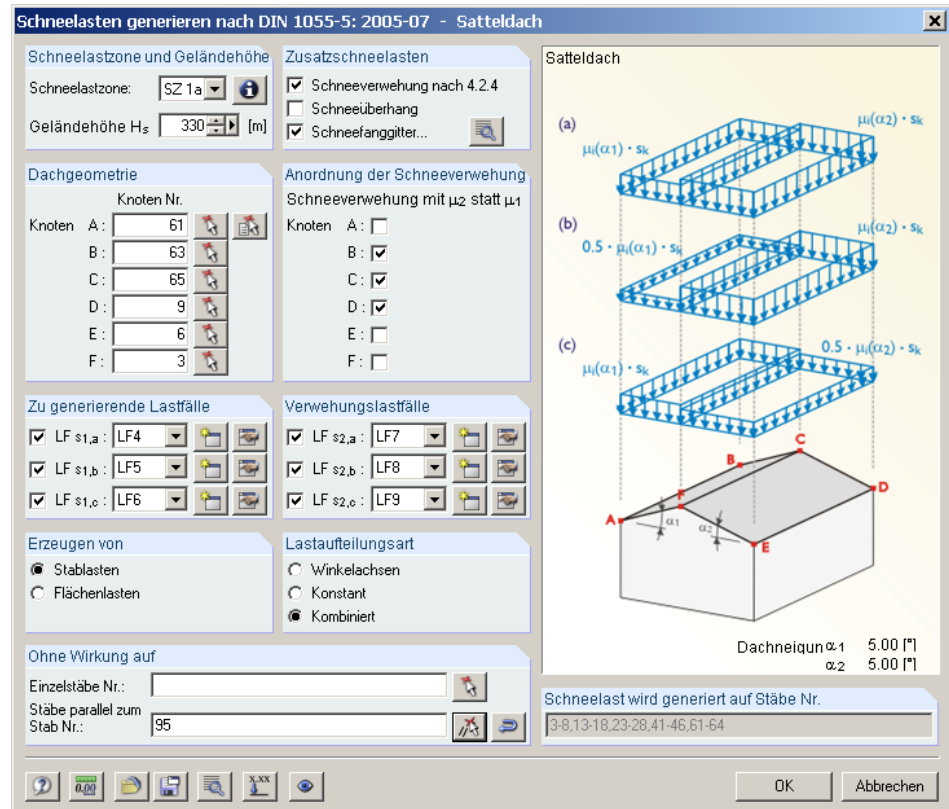 Schneelasten generieren nach DIN 1055-5: 2005-07 - Satteldach
Schneelastzone und Geländehöhe
Schneelastzone: SZ 1a
Geländehöhe Hs 330 [m]
Zusatzschneelasten
Schneeverwehung nach 4.2.4
Schneeüberhang
Schneefanggitter...
Dachgeometrie
Knoten Nr.
Knoten A: 61
B: 63
C: 65
D: 9
E: 6
F: 3
Anordnung der Schneeverwehung
Schneeverwehung mit µ2 statt µ1
Knoten A:
B:
C:
D:
E:
F:
Zu generierende Lastfälle
LF s1,a : LF4
LF s1,b : LF5
LF s1,c : LF6
Verwehungslastfälle
LF s2,a : LF7
LF s2,b : LF8
LF s2,c : LF9
Erzeugen von
Stablasten
Flächenlasten
Lastaufteilungsart
Winkelachsen
Konstant
Kombiniert
Ohne Wirkung auf
Einzelstäbe Nr.:
Stäbe parallel zum
Stab Nr.: 95
Satteldach
(a)
µi(α2) · sk
µi(α1) · sk
(b)
µi(α2) · sk
0.5 · µi(α1) · sk
(c)
0.5 · µi(α2) · sk
µi(α1) · sk
C
B
D
F
A
α1
α2
E
Dachneigun α1 5.00 [°]
α2 5.00 [°]
Schneelast wird generiert auf Stäbe Nr.
3-8,13-18,23-28,41-46,61-64
0.00
x.xx
OK
Abbrechen